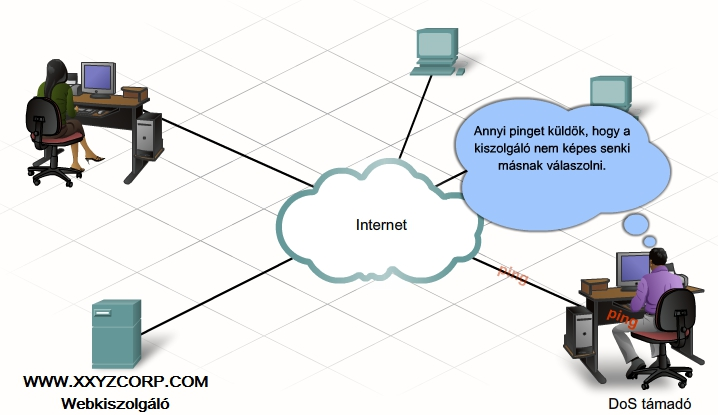 Annyi pinget küldök, hogy a
kiszolgáló nem képes senki
másnak válaszolni.
Internet
ping
ping
WWW.XXYZCORP.COM
Webkiszolgáló
DoS támadó